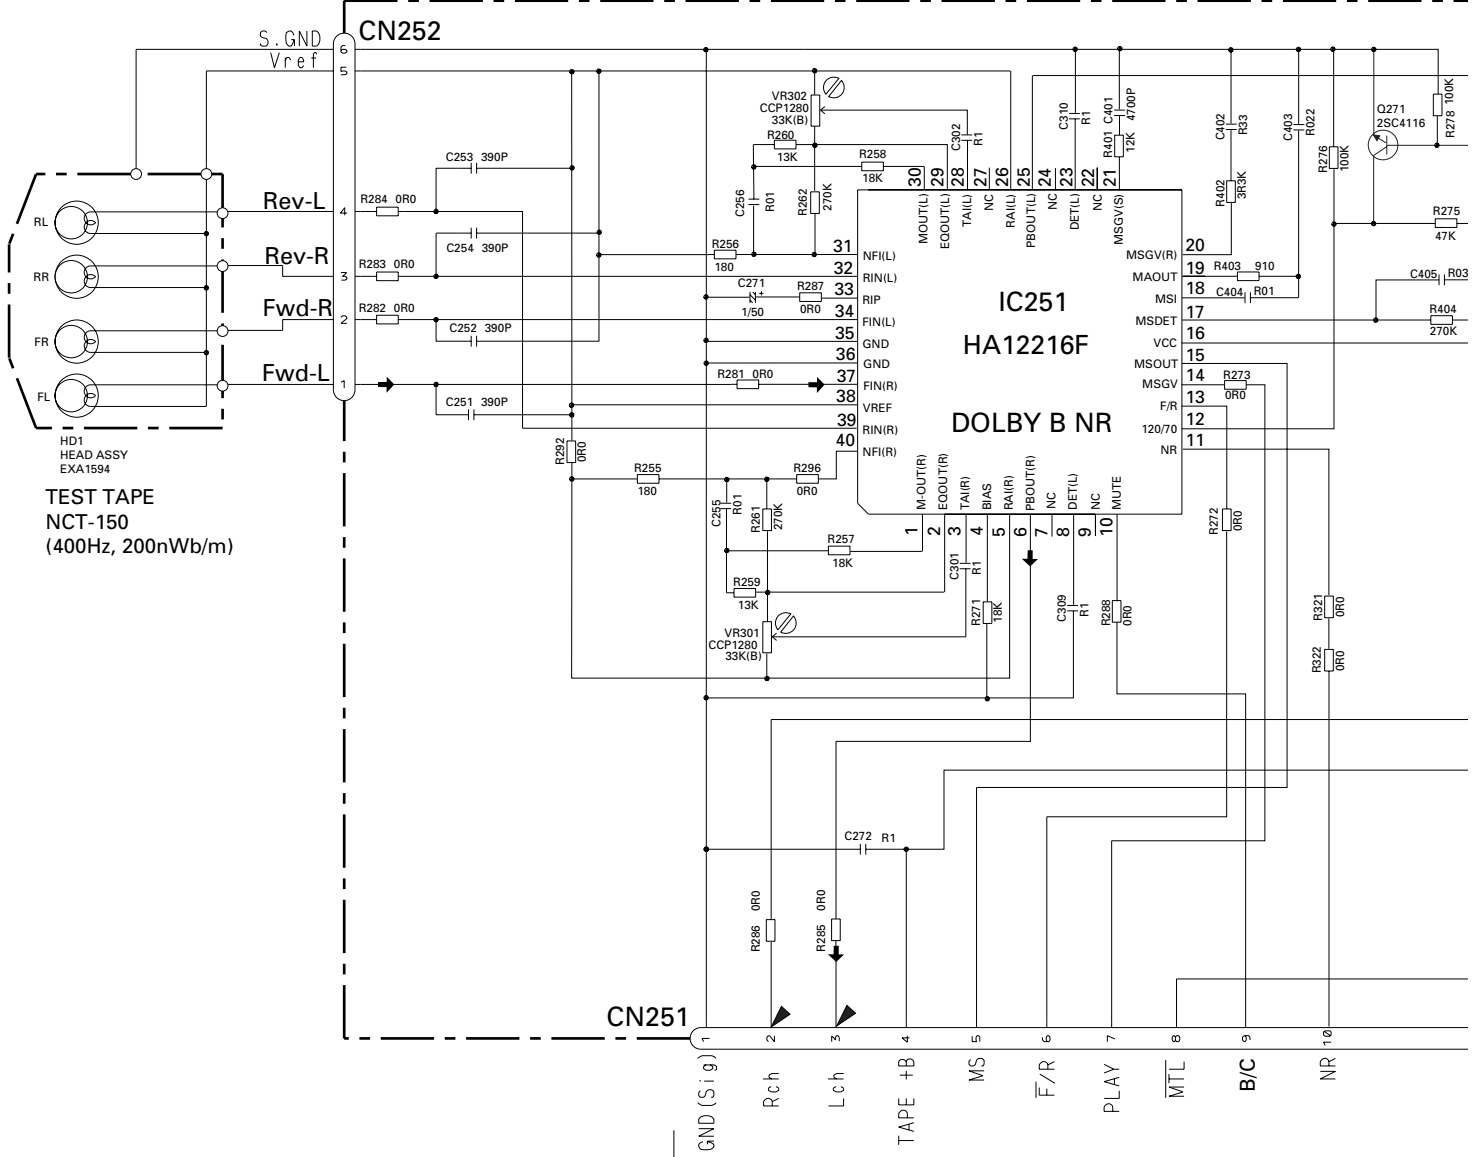 CN252
S.GND
Vref
6
5
4
3
2
1
Rev-L
Rev-R
Fwd-R
Fwd-L
RL
RR
FR
FL
HD1
HEAD ASSY
EXA1594
TEST TAPE
NCT-150
(400Hz, 200nWb/m)
R284 0R0
R283 0R0
R282 0R0
C253 390P
C254 390P
C252 390P
C251 390P
R281 0R0
R292
0R0
R255
180
R256
180
C271
+
1/50
R287
0R0
R296
0R0
VR302
CCP1280
33K(B)
R260
13K
R258
18K
C256
R01
R262
270K
C302
R1
C310
R1
C401
4700P
R401
12K
C402
R33
R402
3R3K
C403
R022
R276
100K
Q271
2SC4116
R278
100K
R275
47K
R403 910
C404 R01
C405 R03
R404
270K
R273
0R0
30
29
28
27
26
25
24
23
22
21
MOUT(L)
EQOUT(L)
TAI(L)
NC
RAI(L)
PBOUT(L)
NC
DET(L)
NC
MSGV(S)
31 NFI(L)
32 RIN(L)
33 RIP
34 FIN(L)
35 GND
36 GND
37 FIN(R)
38 VREF
39 RIN(R)
40 NFI(R)
IC251
HA12216F
DOLBY B NR
MSGV(R) 20
MAOUT 19
MSI 18
MSDET 17
VCC 16
MSOUT 15
MSGV 14
F/R 13
120/70 12
NR 11
M-OUT(R)
EQOUT(R)
TAI(R)
BIAS
RAI(R)
PBOUT(R)
NC
DET(L)
NC
MUTE
1
2
3
4
5
6
7
8
9
10
C255
R01
R261
270K
R257
18K
R259
13K
VR301
CCP1280
33K(B)
C301
R1
R271
18K
C309
R1
R288
0R0
R272
0R0
R321
0R0
R322
0R0
C272 R1
R286 0R0
R285 0R0
CN251
1
2
3
4
5
6
7
8
9
10
GND(Sig)
Rch
Lch
TAPE +B
MS
F/R
PLAY
MTL
B/C
NR